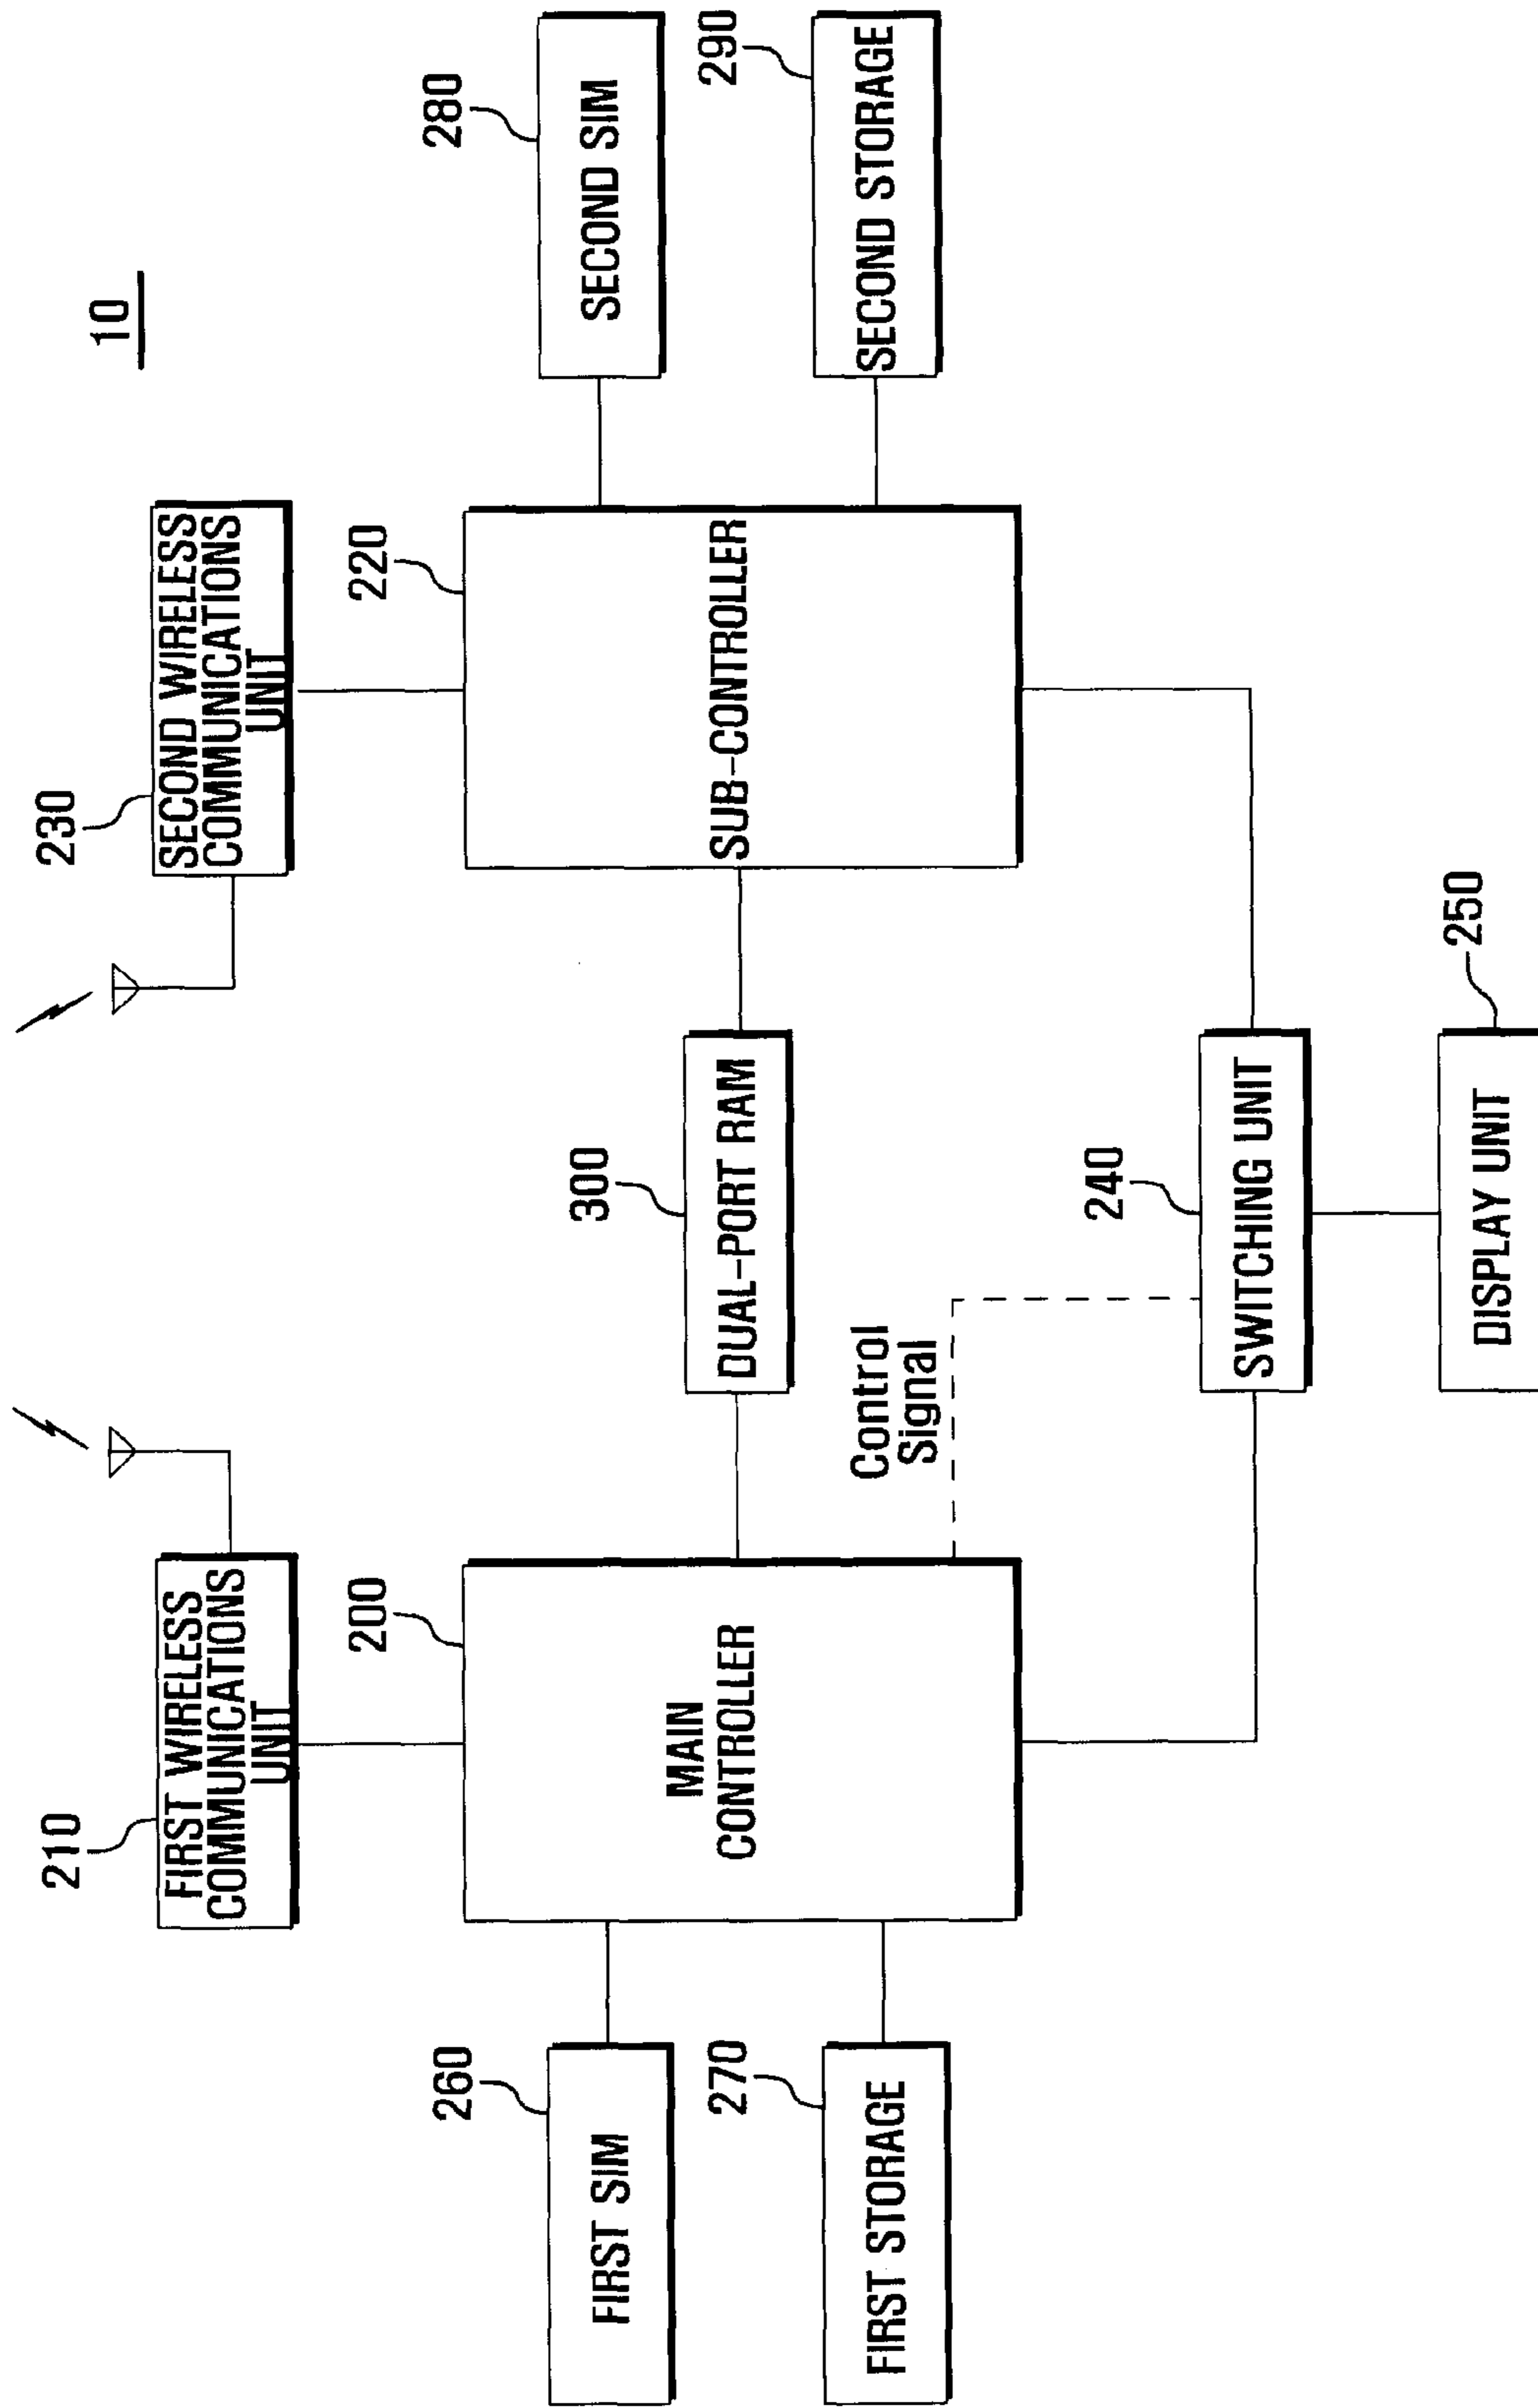 10
210
FIRST WIRELESS
COMMUNICATIONS
UNIT
230
SECOND WIRELESS
COMMUNICATIONS
UNIT
200
MAIN
CONTROLLER
220
SUB-CONTROLLER
260
FIRST SIM
270
FIRST STORAGE
280
SECOND SIM
290
SECOND STORAGE
300
DUAL-PORT RAM
Control
Signal
240
SWITCHING UNIT
250
DISPLAY UNIT